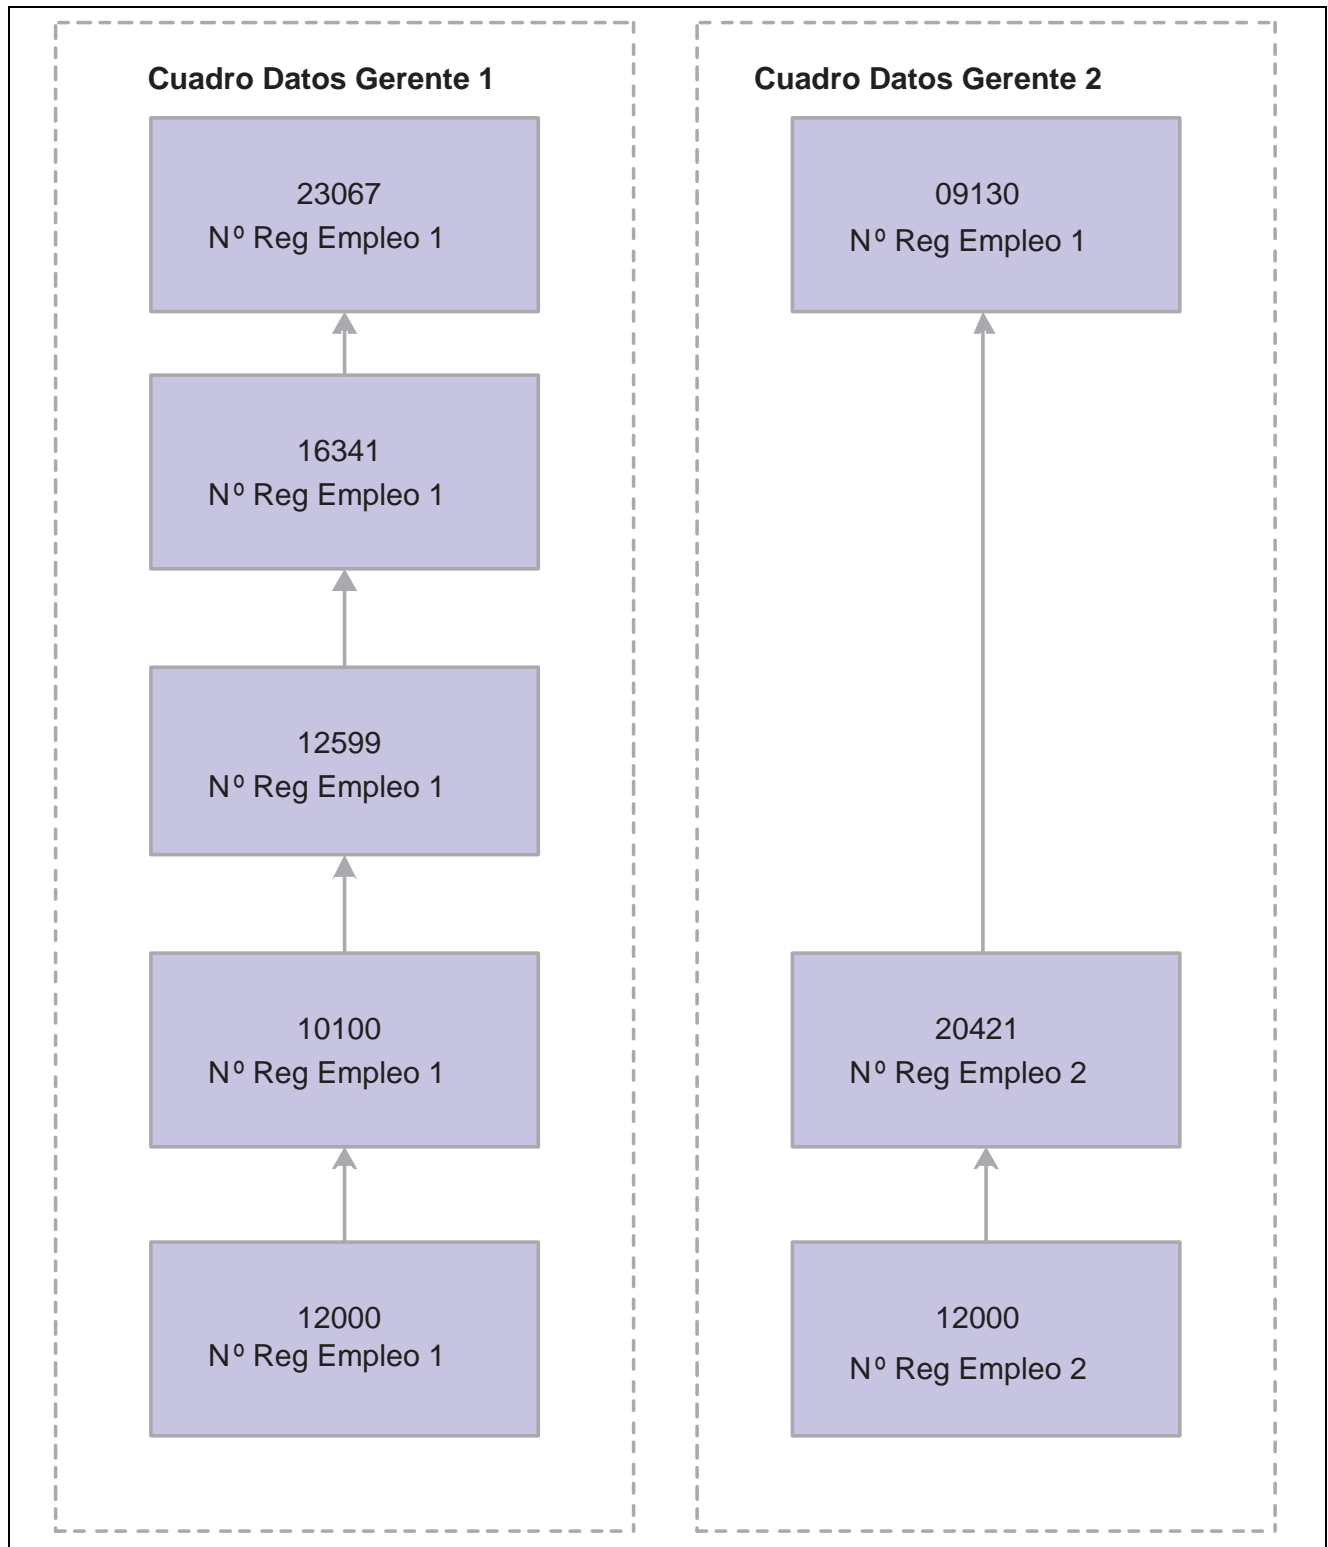 Cuadro Datos Gerente 1
23067
Nº Reg Empleo 1
16341
Nº Reg Empleo 1
12599
Nº Reg Empleo 1
10100
Nº Reg Empleo 1
12000
Nº Reg Empleo 1
Cuadro Datos Gerente 2
09130
Nº Reg Empleo 1
20421
Nº Reg Empleo 2
12000
Nº Reg Empleo 2